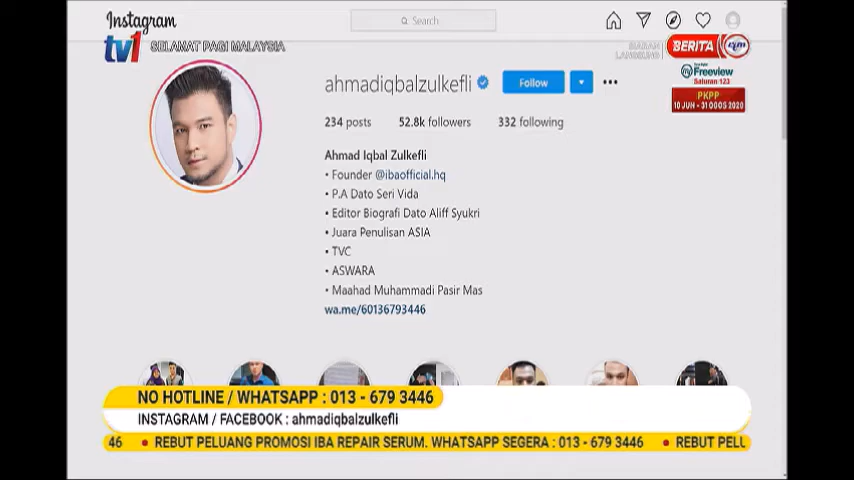 Instagram
Search
tv1 SELAMAT PAGI MALAYSIA
SIARAN LANGSUNG
BERITA
Freeview
Saluran 123
PKPP
10 JUN - 31 OGOS 2020
ahmadiqbalzulkefli
Follow
234 posts 52.8k followers 332 following
Ahmad Iqbal Zulkefli
• Founder @ibaofficial.hq
• P.A Dato Seri Vida
• Editor Biografi Dato Aliff Syukri
• Juara Penulisan ASIA
• TVC
• ASWARA
• Maahad Muhammadi Pasir Mas
wa.me/60136793446
NO HOTLINE / WHATSAPP : 013 - 679 3446
INSTAGRAM / FACEBOOK : ahmadiqbalzulkefli
46 • REBUT PELUANG PROMOSI IBA REPAIR SERUM. WHATSAPP SEGERA : 013 - 679 3446 • REBUT PELU